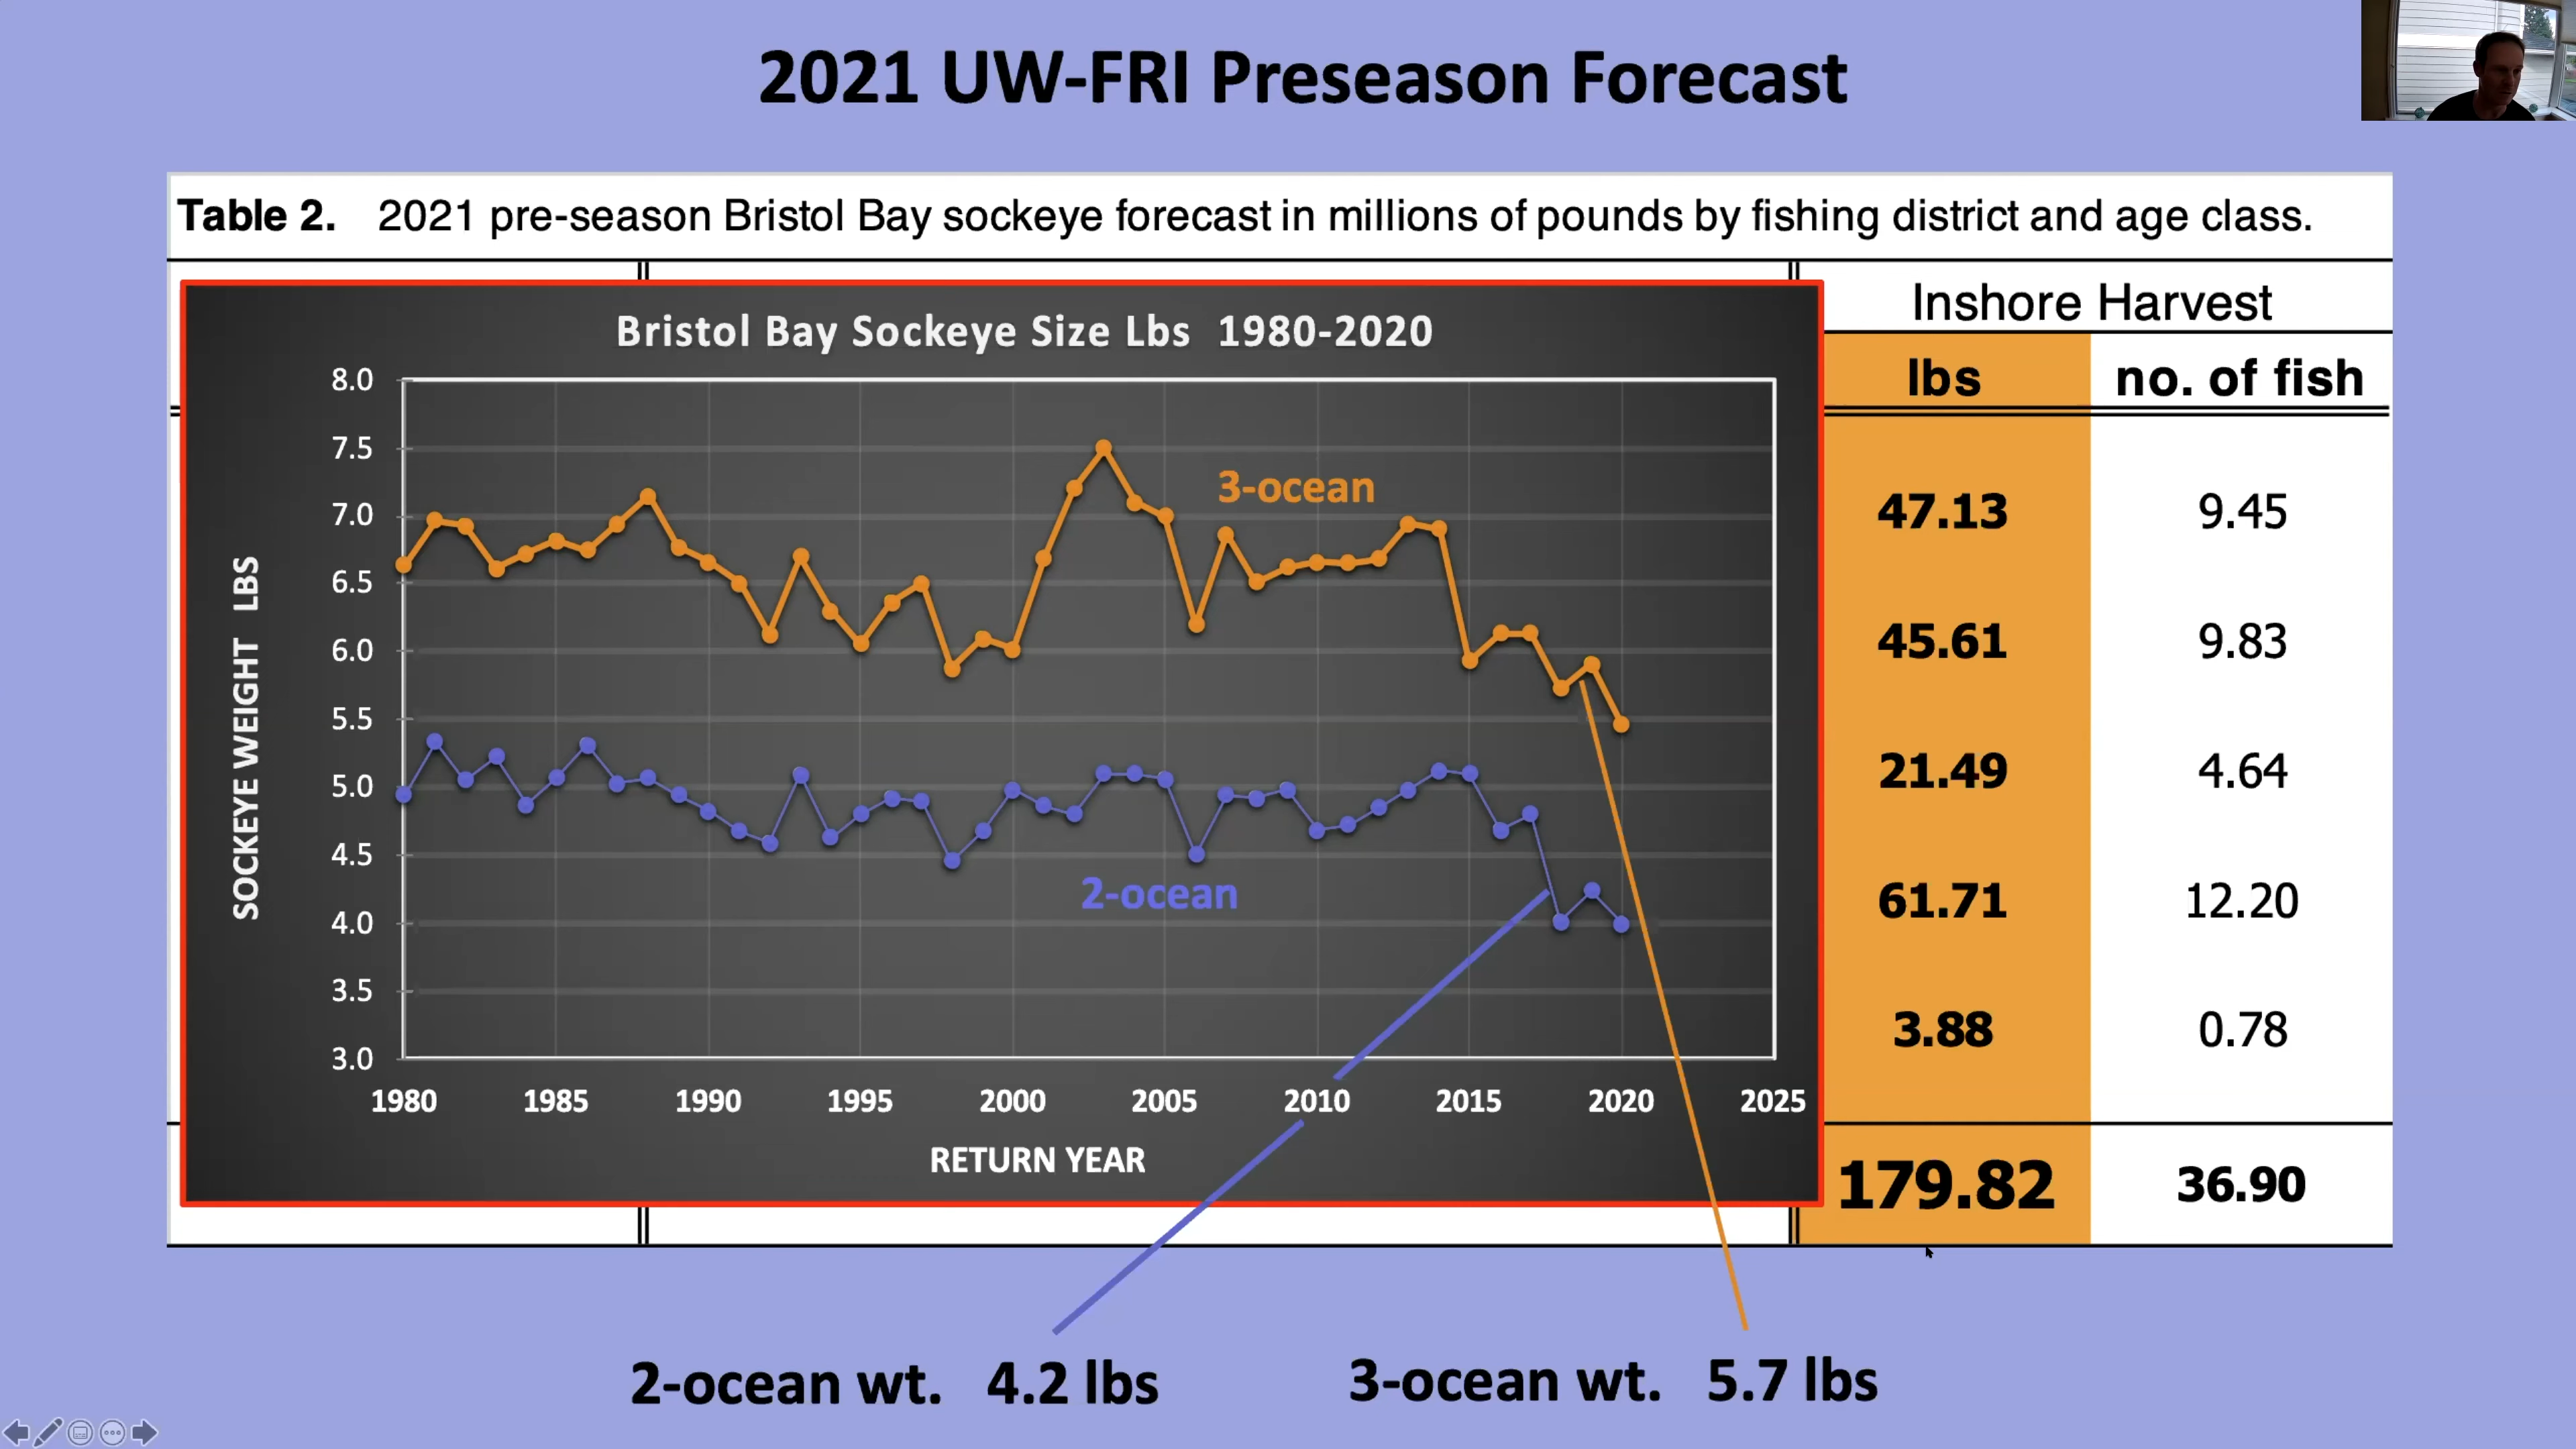 2021 UW-FRI Preseason Forecast
Table 2. 2021 pre-season Bristol Bay sockeye forecast in millions of pounds by fishing district and age class.
Inshore Harvest
lbs no. of fish
47.13 9.45
45.61 9.83
21.49 4.64
61.71 12.20
3.88 0.78
179.82 36.90
Bristol Bay Sockeye Size Lbs 1980-2020
SOCKEYE WEIGHT LBS
8.0
7.5
7.0
6.5
6.0
5.5
5.0
4.5
4.0
3.5
3.0
3-ocean
2-ocean
1980 1985 1990 1995 2000 2005 2010 2015 2020 2025
RETURN YEAR
2-ocean wt. 4.2 lbs 3-ocean wt. 5.7 lbs